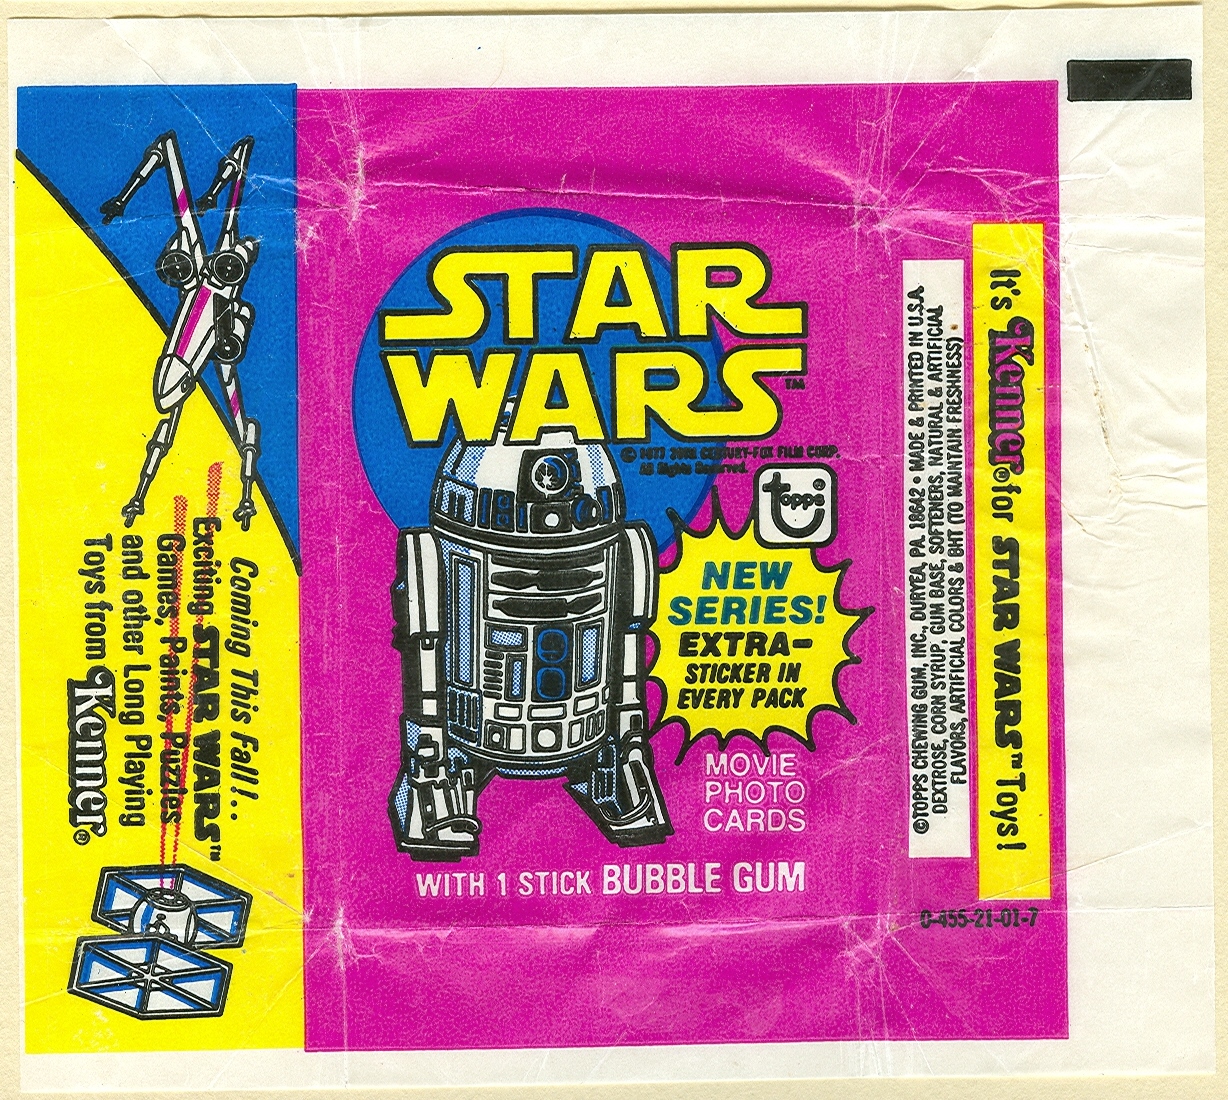 STAR
WARS™
© 1977 20th CENTURY-FOX FILM CORP.
All Rights Reserved.
topps
NEW
SERIES!
EXTRA-
STICKER IN
EVERY PACK
MOVIE
PHOTO
CARDS
WITH 1 STICK BUBBLE GUM
Coming This Fall!..
Exciting STAR WARS™
Games, Paints, Puzzles
and other Long Playing
Toys from Kenner®
©TOPPS CHEWING GUM, INC., DURYEA, PA. 18642 • MADE & PRINTED IN U.S.A.
DEXTROSE, CORN SYRUP, GUM BASE, SOFTENERS, NATURAL & ARTIFICIAL
FLAVORS, ARTIFICIAL COLORS & BHT (TO MAINTAIN FRESHNESS)
It's Kenner® for STAR WARS™ Toys!
0-455-21-01-7